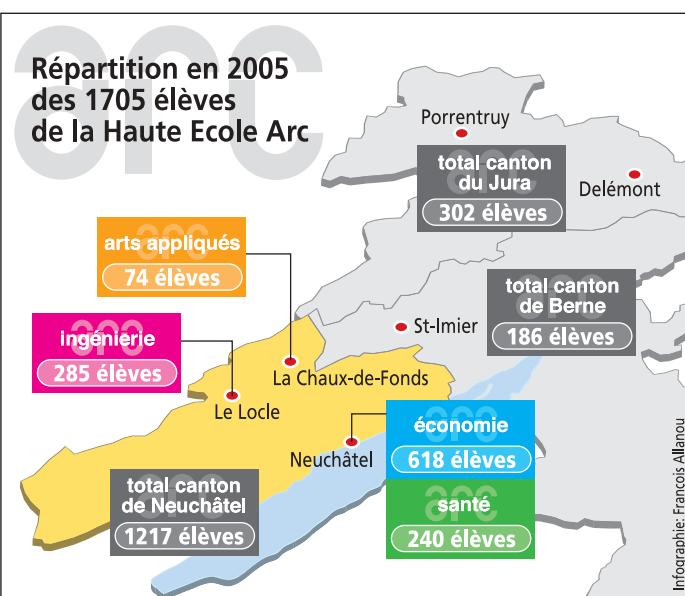 arc
Répartition en 2005
des 1705 élèves
de la Haute Ecole Arc
Porrentruy
total canton
du Jura
302 élèves
Delémont
arts appliqués
74 élèves
total canton
de Berne
186 élèves
St-Imier
ingénierie
285 élèves
La Chaux-de-Fonds
Le Locle
économie
618 élèves
Neuchâtel
total canton
de Neuchâtel
1217 élèves
santé
240 élèves
Infographie: François Allanou